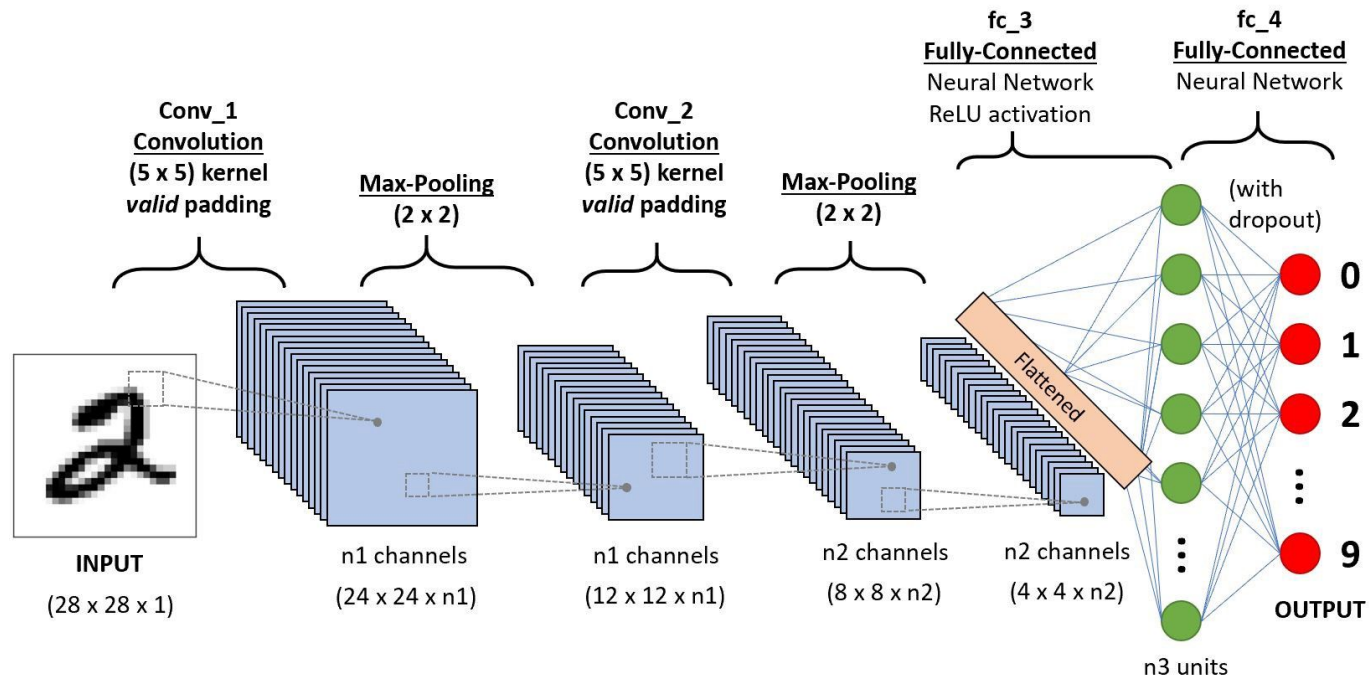 Conv_1
Convolution
(5 x 5) kernel
valid padding
Max-Pooling
(2 x 2)
Conv_2
Convolution
(5 x 5) kernel
valid padding
Max-Pooling
(2 x 2)
fc_3
Fully-Connected
Neural Network
ReLU activation
fc_4
Fully-Connected
Neural Network
(with
dropout)
Flattened
0
1
2
9
INPUT
(28 x 28 x 1)
n1 channels
(24 x 24 x n1)
n1 channels
(12 x 12 x n1)
n2 channels
(8 x 8 x n2)
n2 channels
(4 x 4 x n2)
n3 units
OUTPUT